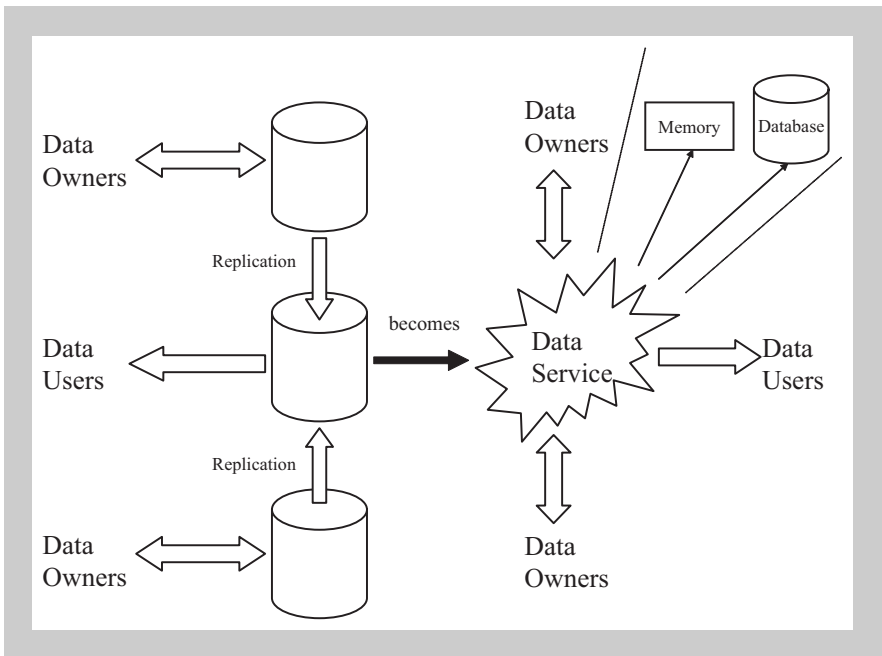 Data
Owners
Replication
Data
Users
Replication
Data
Owners
becomes
Data
Owners
Memory
Database
Data
Service
Data
Users
Data
Owners